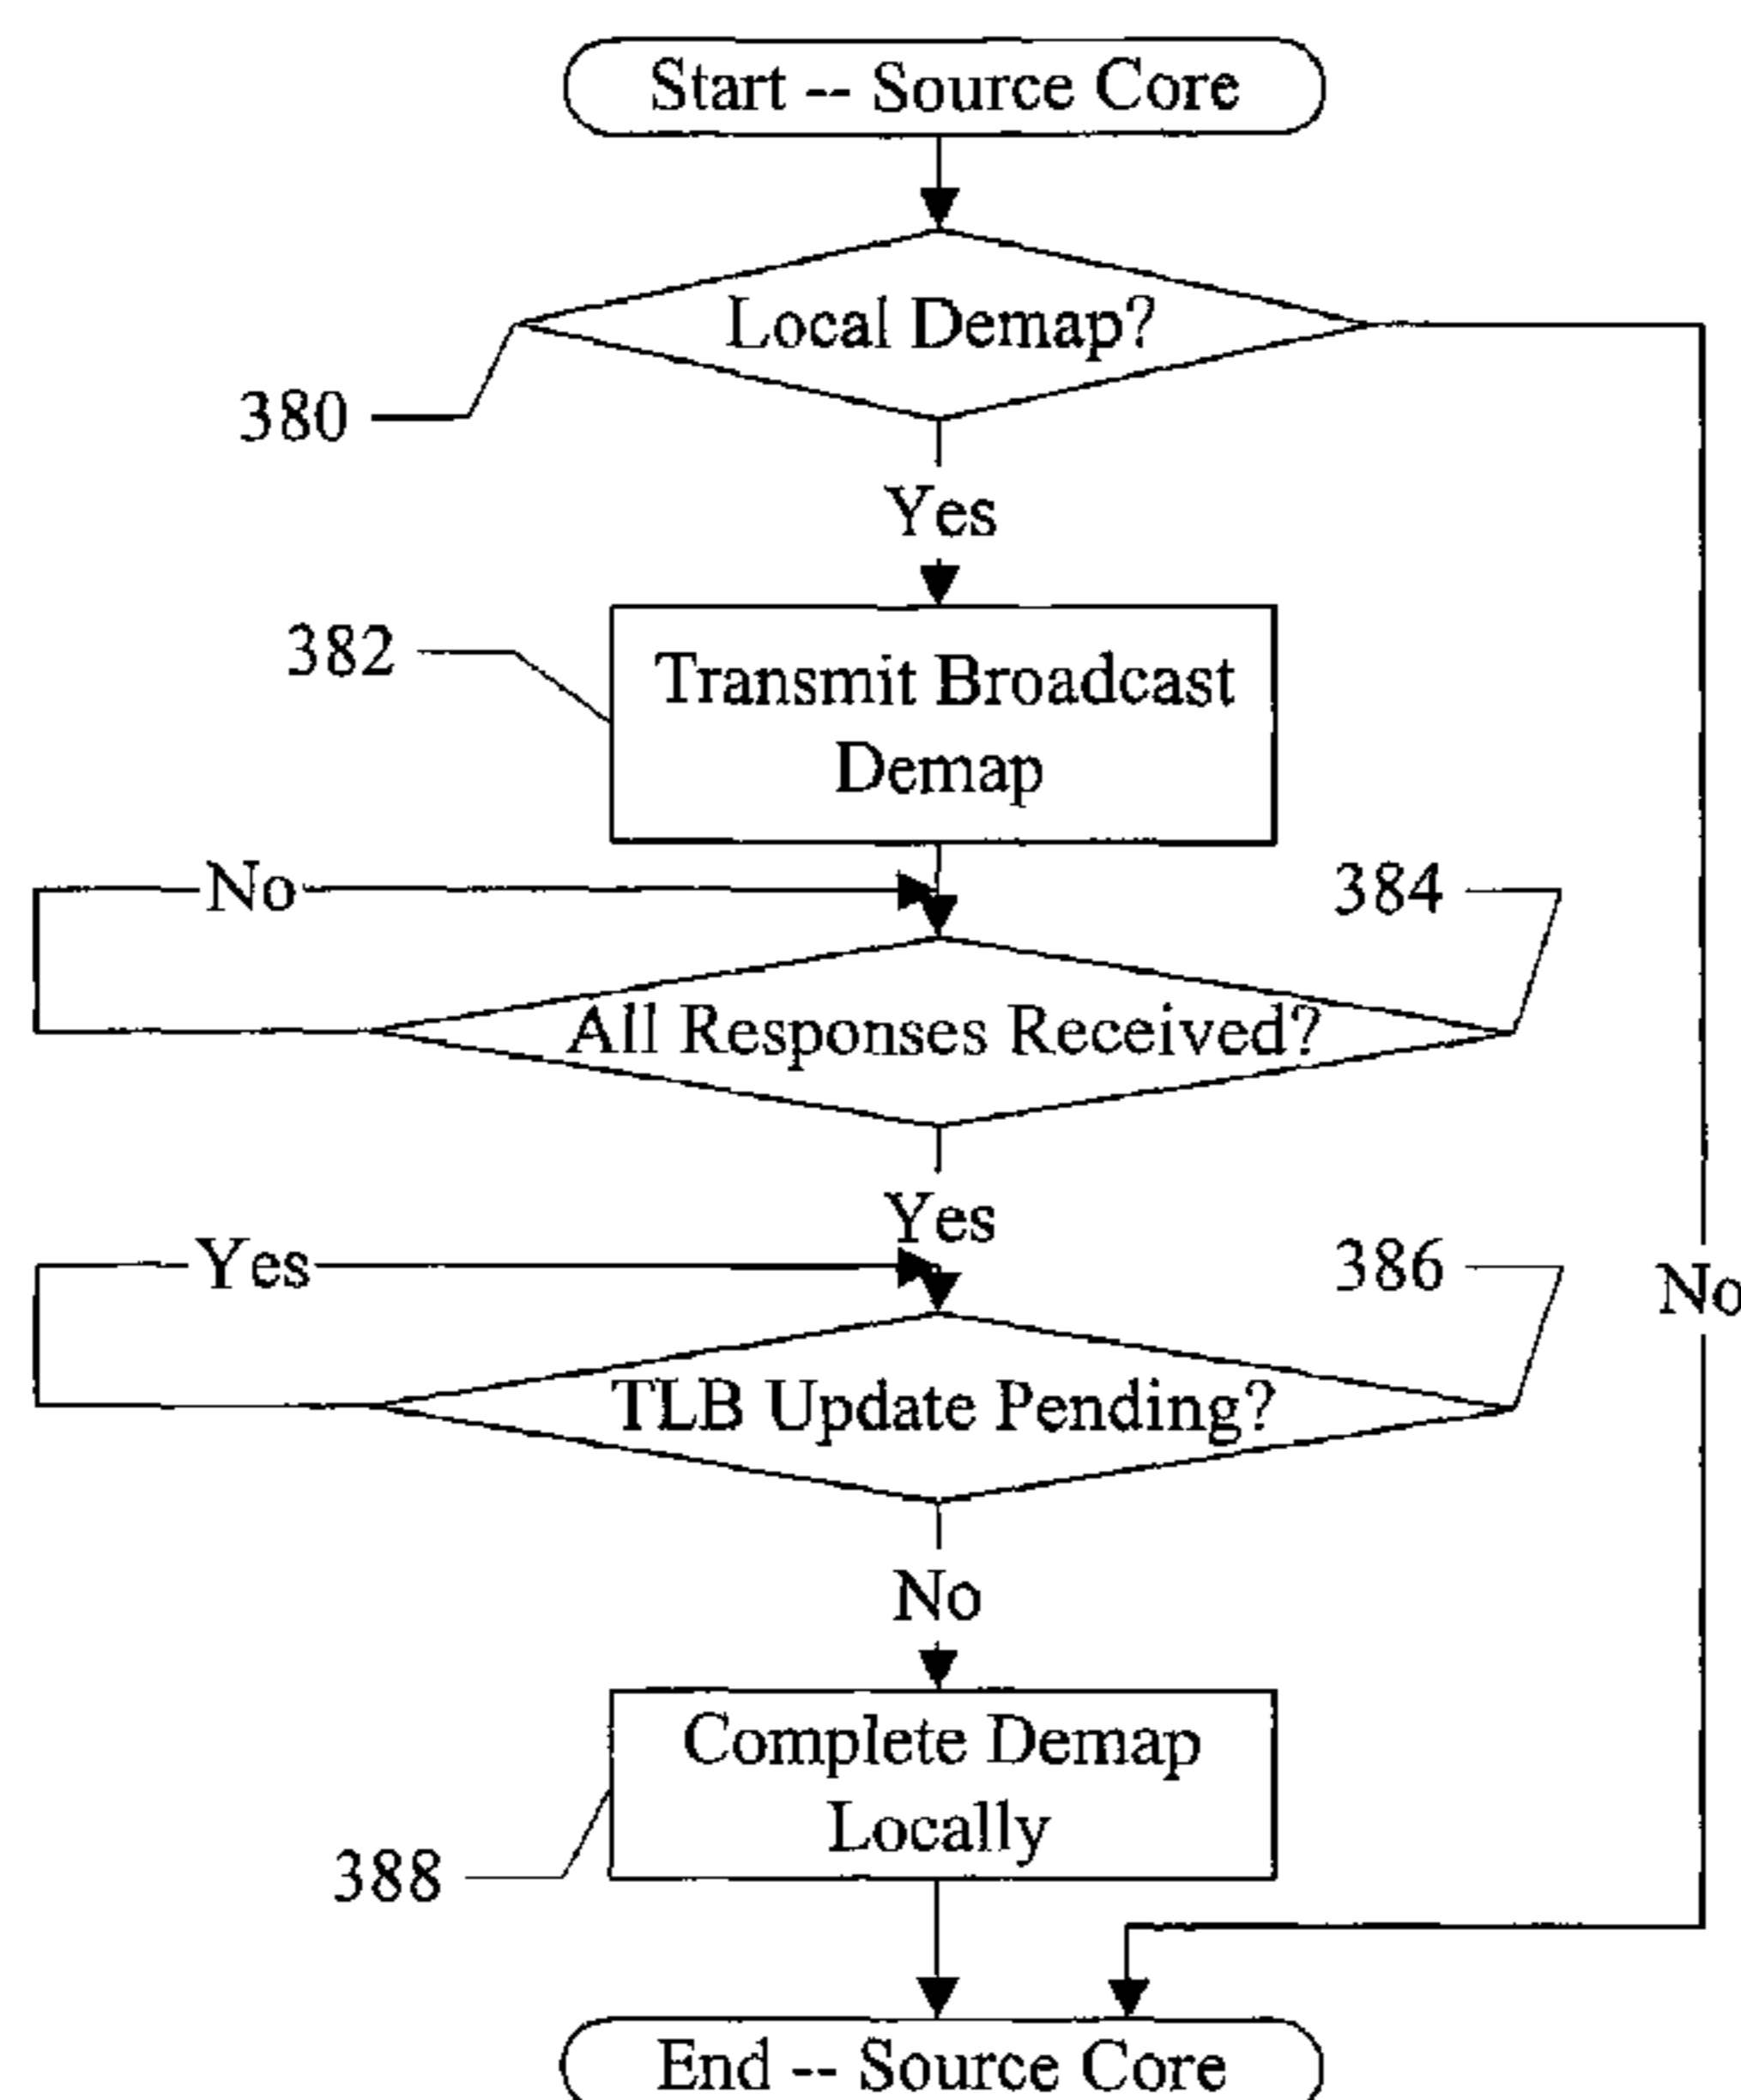 Start -- Source Core
Local Demap?
380
Yes
382
Transmit Broadcast
Demap
No
384
All Responses Received?
Yes
Yes
386
No
TLB Update Pending?
No
Complete Demap
Locally
388
End -- Source Core